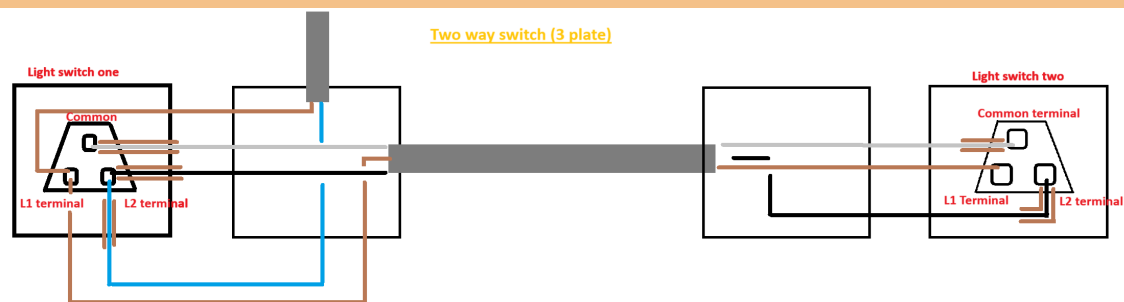 Two way switch (3 plate)
Light switch one
Light switch two
Common
Common terminal
L1 terminal
L2 terminal
L1 Terminal
L2 terminal